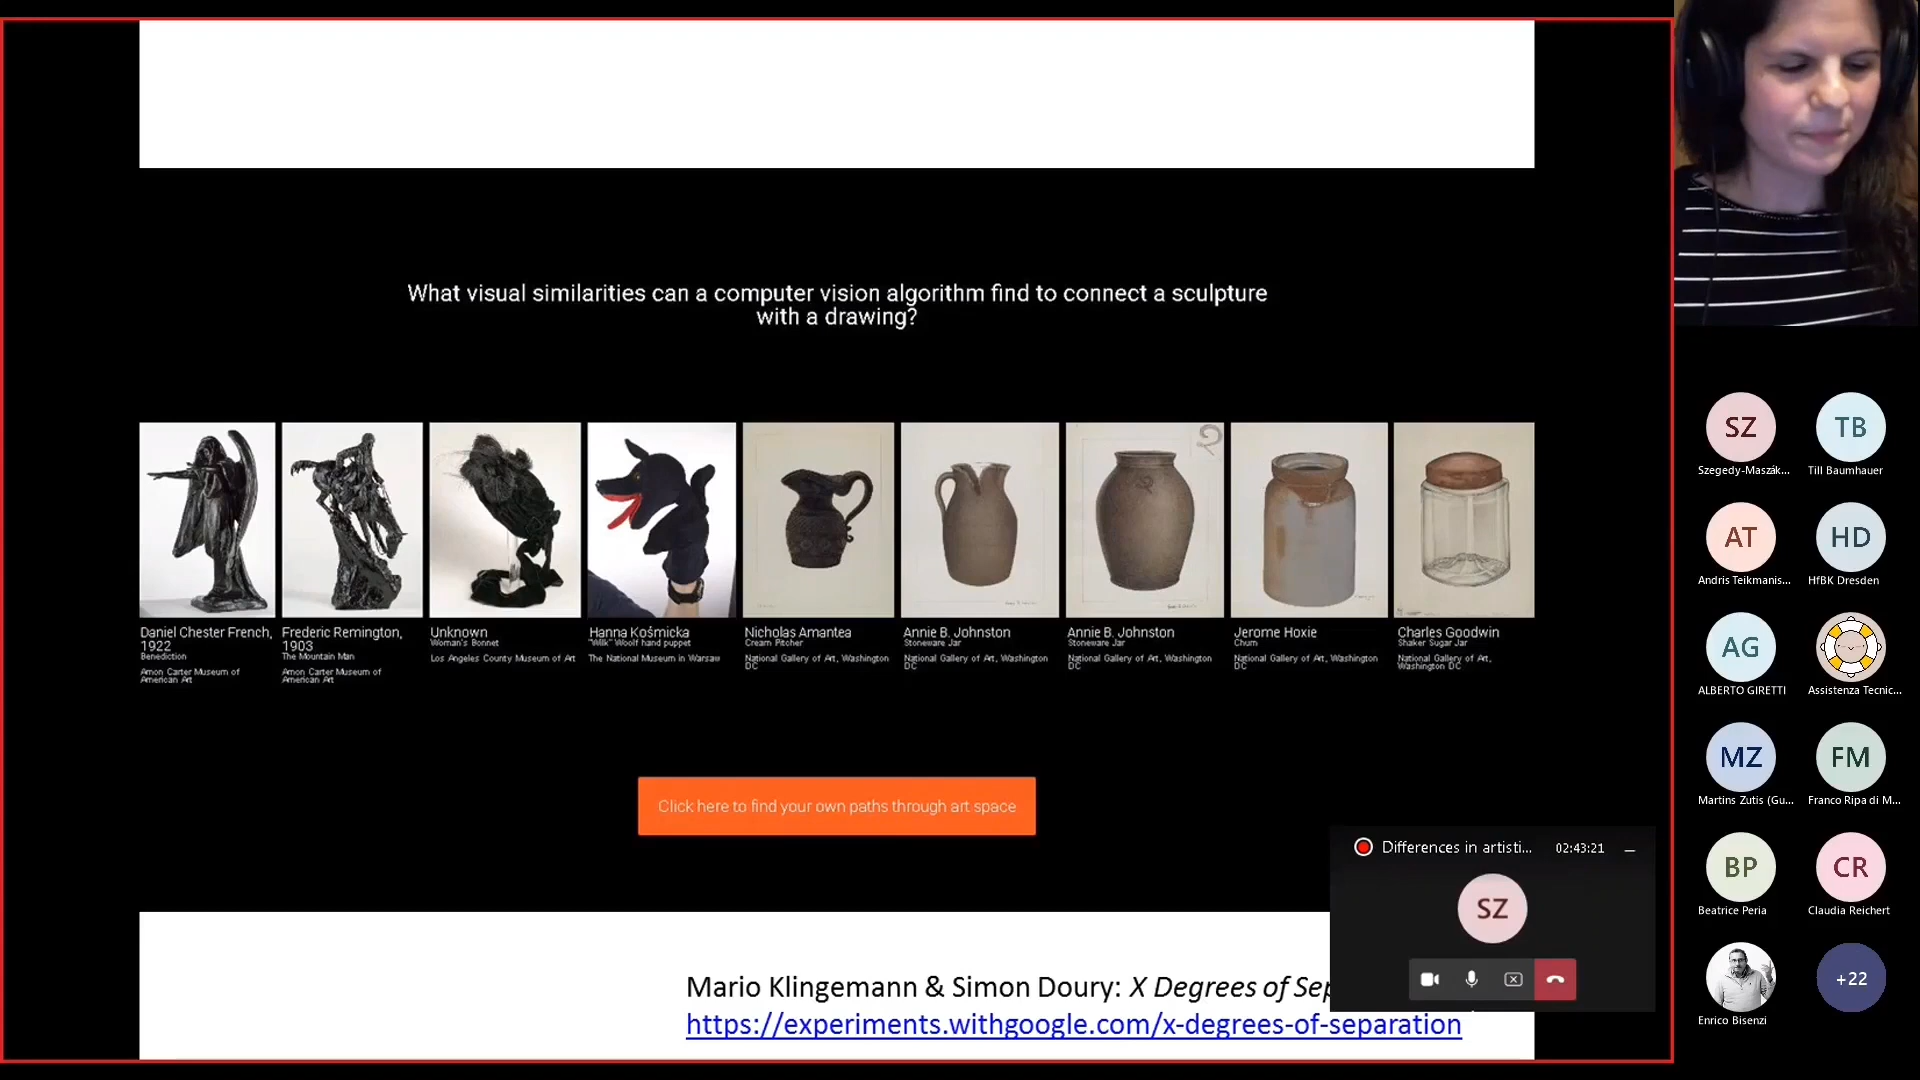 What visual similarities can a computer vision algorithm find to connect a sculpture
with a drawing?
Daniel Chester French,
1922
Benediction
Amon Carter Museum of
American Art
Frederic Remington,
1903
The Mountain Man
Amon Carter Museum of
American Art
Unknown
Woman's Bonnet
Los Angeles County Museum of Art
Hanna Kośmicka
"Wilk" Woolf hand puppet
The National Museum in Warsaw
Nicholas Amantea
Cream Pitcher
National Gallery of Art, Washington
DC
Annie B. Johnston
Stoneware Jar
National Gallery of Art, Washington
DC
Annie B. Johnston
Stoneware Jar
National Gallery of Art, Washington
DC
Jerome Hoxie
Churn
National Gallery of Art, Washington
DC
Charles Goodwin
Shaker Sugar Jar
National Gallery of Art,
Washington DC
Click here to find your own paths through art space
Mario Klingemann & Simon Doury: X Degrees of Sep
https://experiments.withgoogle.com/x-degrees-of-separation
Differences in artisti... 02:43:21
SZ
SZ
Szegedy-Maszák...
TB
Till Baumhauer
AT
Andris Teikmanis...
HD
HfBK Dresden
AG
ALBERTO GIRETTI
Assistenza Tecnic...
MZ
Martins Zutis (Gu...
FM
Franco Ripa di M...
BP
Beatrice Peria
CR
Claudia Reichert
Enrico Bisenzi
+22